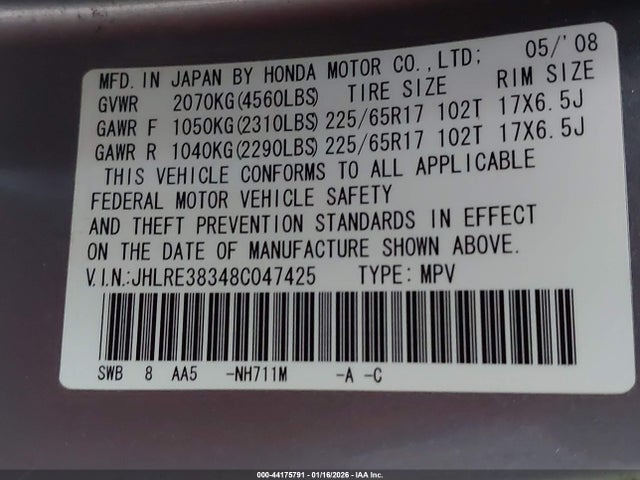 MFD. IN JAPAN BY HONDA MOTOR CO.,LTD; 05/'08
GVWR 2070KG(4560LBS) TIRE SIZE RIM SIZE
GAWR F 1050KG(2310LBS) 225/65R17 102T 17X6.5J
GAWR R 1040KG(2290LBS) 225/65R17 102T 17X6.5J
THIS VEHICLE CONFORMS TO ALL APPLICABLE
FEDERAL MOTOR VEHICLE SAFETY
AND THEFT PREVENTION STANDARDS IN EFFECT
ON THE DATE OF MANUFACTURE SHOWN ABOVE.
V.I.N.:JHLRE38348C047425 TYPE: MPV
SWB 8 AA5 -NH711M -A -C
000-44175791 - 01/16/2026 - IAA Inc.